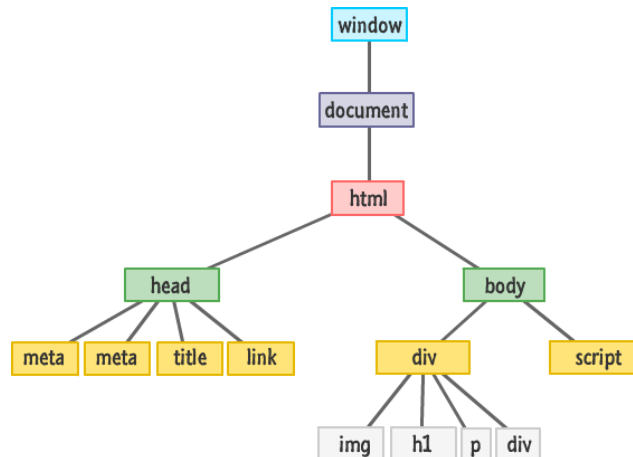 window
document
html
head body
meta meta title link div script
img h1 p div